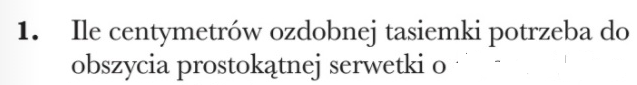 1. Ile centymetrów ozdobnej tasiemki potrzeba do
obszycia prostokątnej serwetki o